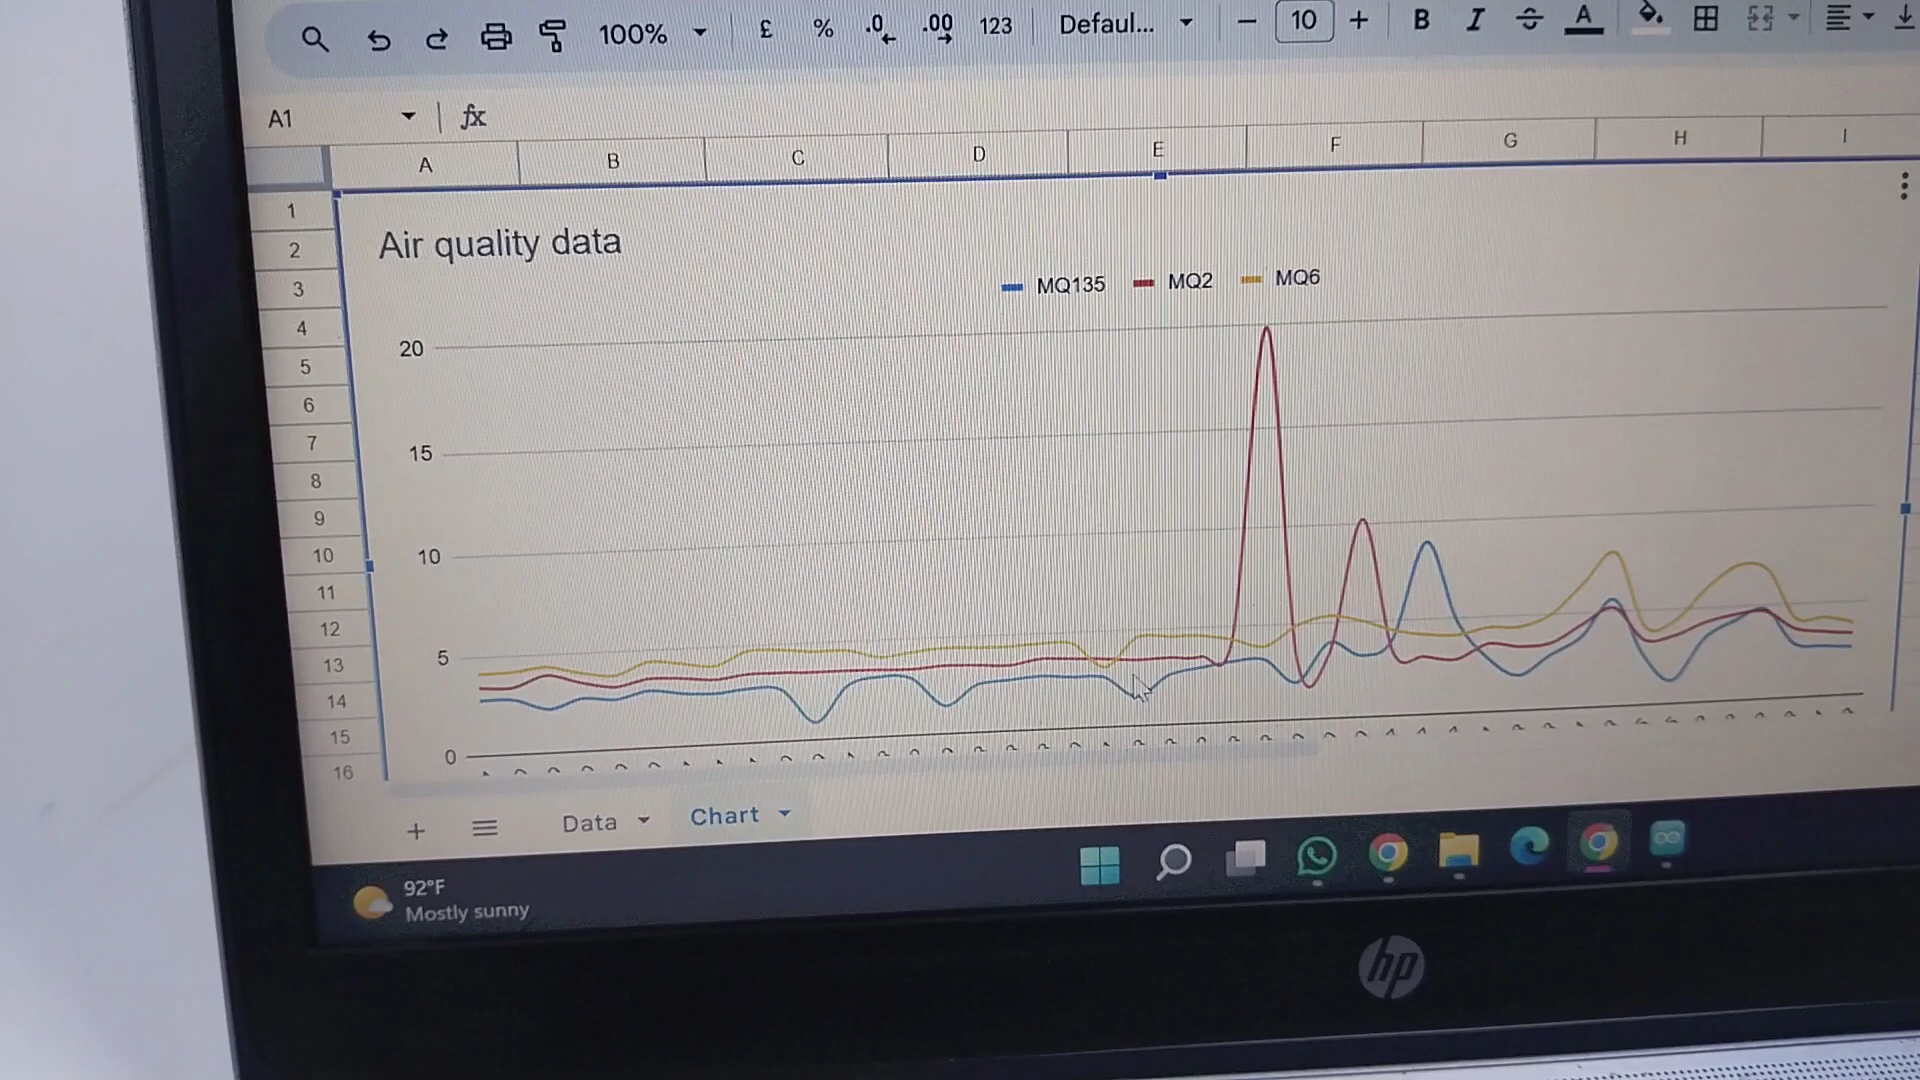 100% £ % .0 .00 123 Defaul... − 10 + B I A
A1 fx
A B C D E F G H I
1
2
3
4
5
6
7
8
9
10
11
12
13
14
15
16
Air quality data
MQ135 MQ2 MQ6
20
15
10
5
0
+ Data Chart
92°F
Mostly sunny
hp